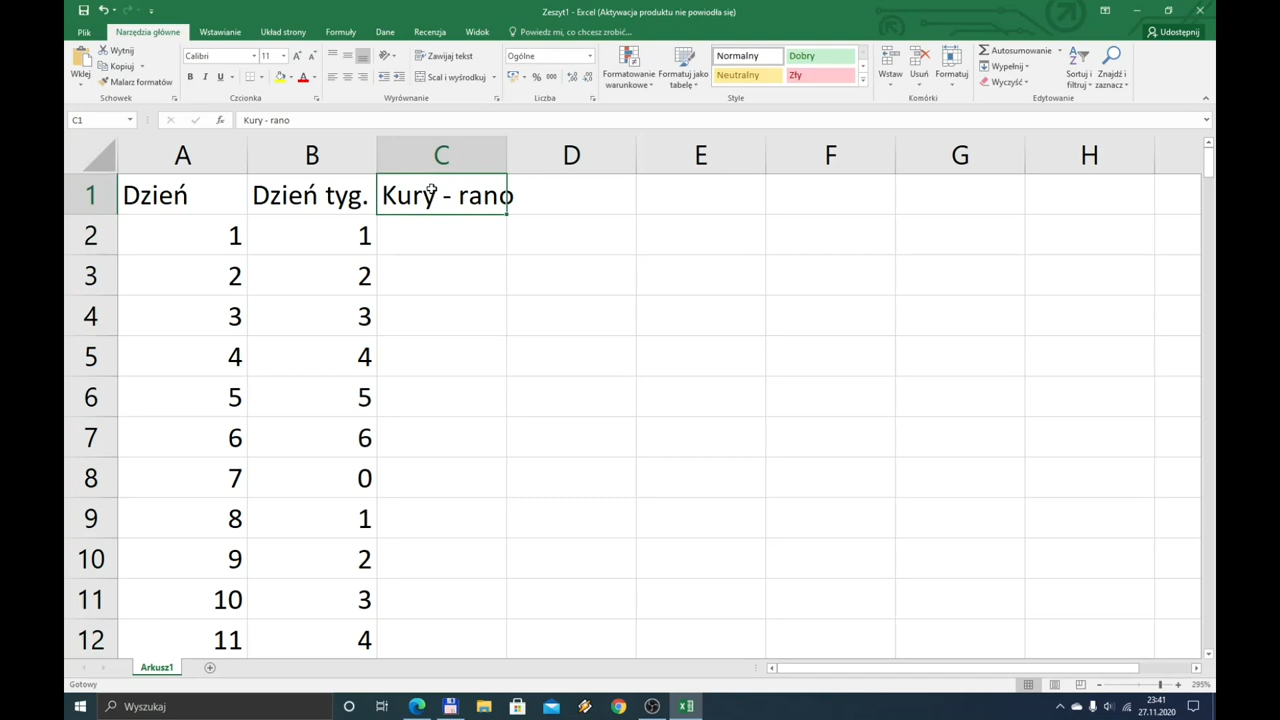 Zeszyt1 - Excel (Aktywacja produktu nie powiodła się)
Plik Narzędzia główne Wstawianie Układ strony Formuły Dane Recenzja Widok Powiedz mi, co chcesz zrobić... Udostępnij
Wklej
Wytnij
Kopiuj
Malarz formatów
Schowek
Calibri 11
B I U
Czcionka
Zawijaj tekst
Scal i wyśrodkuj
Wyrównanie
Ogólne
% 000
Liczba
Formatowanie warunkowe
Formatuj jako tabelę
Normalny Dobry
Neutralny Zły
Style
Wstaw Usuń Formatuj
Komórki
Autosumowanie
Wypełnij
Wyczyść
Sortuj i filtruj
Znajdź i zaznacz
Edytowanie
C1 fx Kury - rano
A B C D E F G H
1 Dzień Dzień tyg. Kury - rano
2 1 1
3 2 2
4 3 3
5 4 4
6 5 5
7 6 6
8 7 0
9 8 1
10 9 2
11 10 3
12 11 4
Arkusz1
Gotowy 295%
Wyszukaj 23:41
27.11.2020